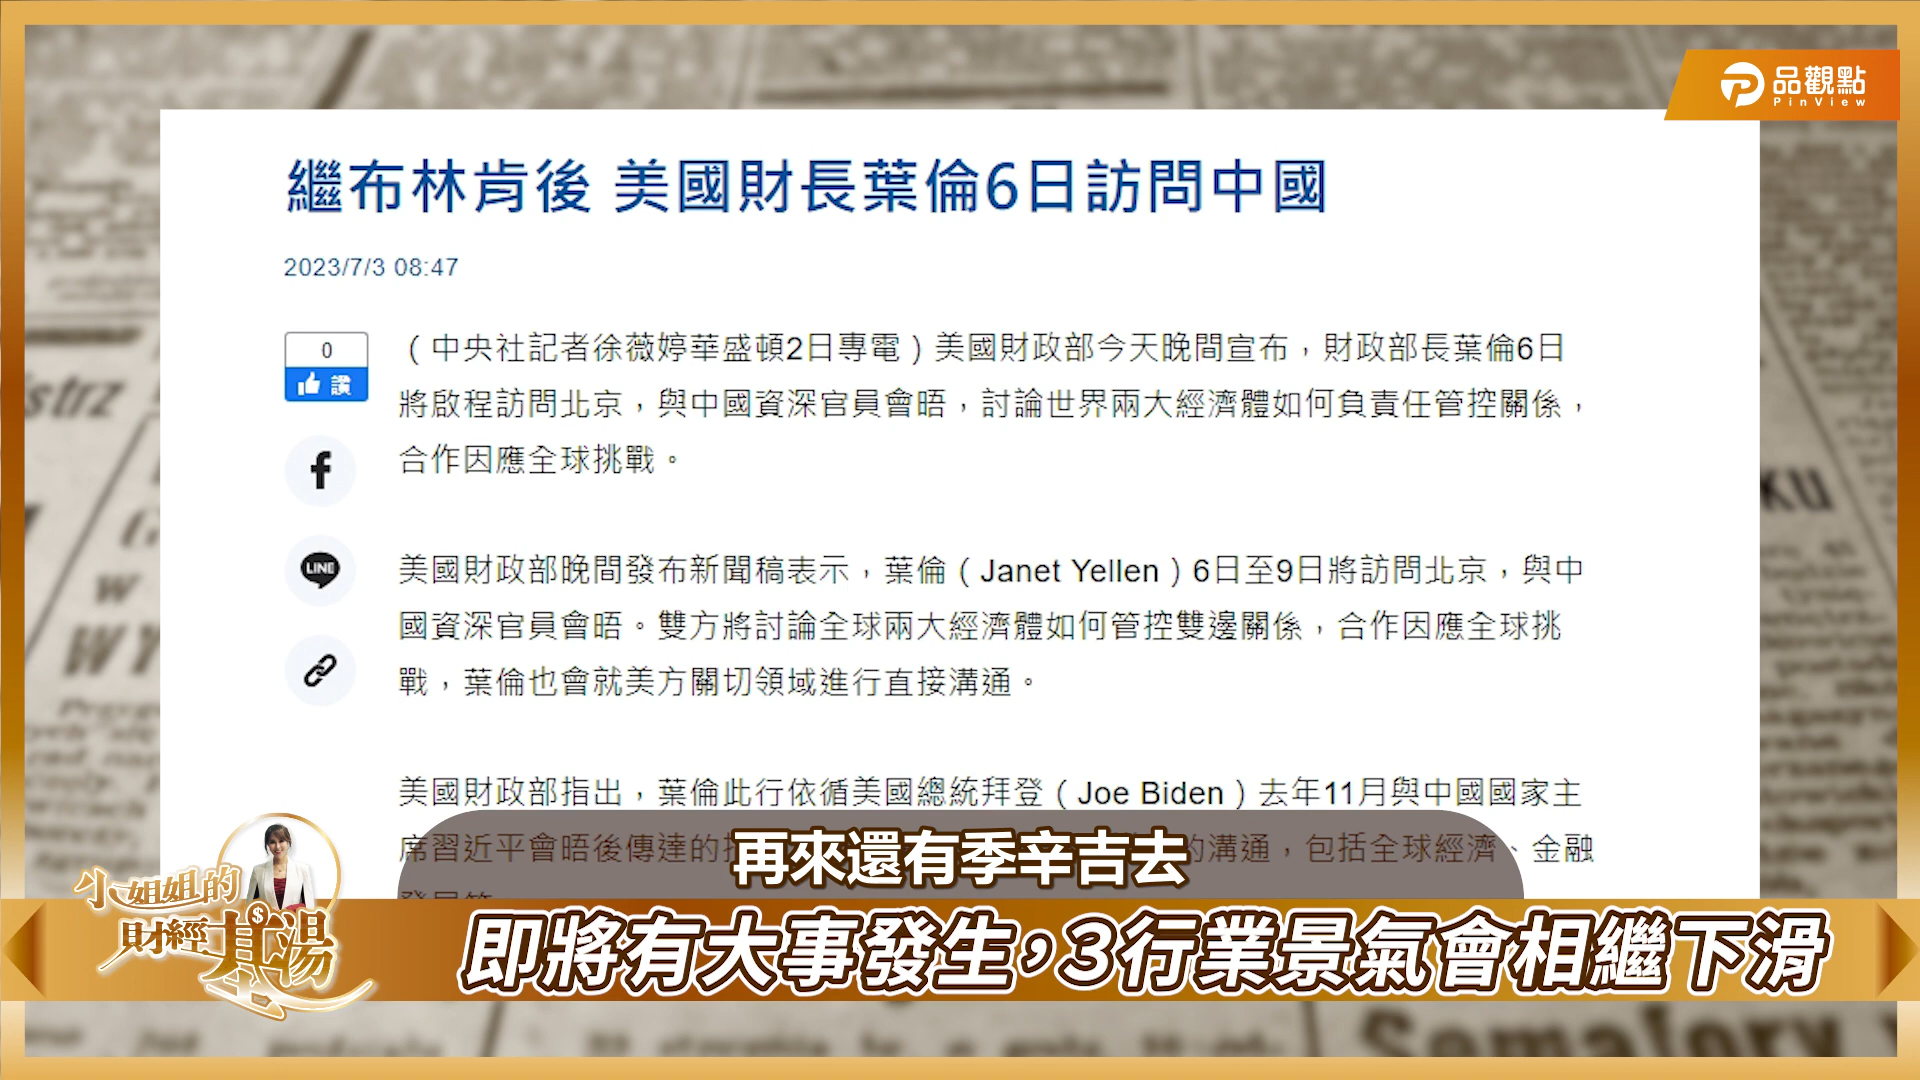 品觀點
PinView
繼布林肯後 美國財長葉倫6日訪問中國
2023/7/3 08:47
0
讚
（中央社記者徐薇婷華盛頓2日專電）美國財政部今天晚間宣布，財政部長葉倫6日
將啟程訪問北京，與中國資深官員會晤，討論世界兩大經濟體如何負責任管控關係，
合作因應全球挑戰。
LINE
美國財政部晚間發布新聞稿表示，葉倫（Janet Yellen）6日至9日將訪問北京，與中
國資深官員會晤。雙方將討論全球兩大經濟體如何管控雙邊關係，合作因應全球挑
戰，葉倫也會就美方關切領域進行直接溝通。
美國財政部指出，葉倫此行依循美國總統拜登（Joe Biden）去年11月與中國國家主
席習近平會晤後傳達的 的溝通，包括全球經濟、金融
再來還有季辛吉去
小姐姐的
財經基湯
即將有大事發生，3行業景氣會相繼下滑